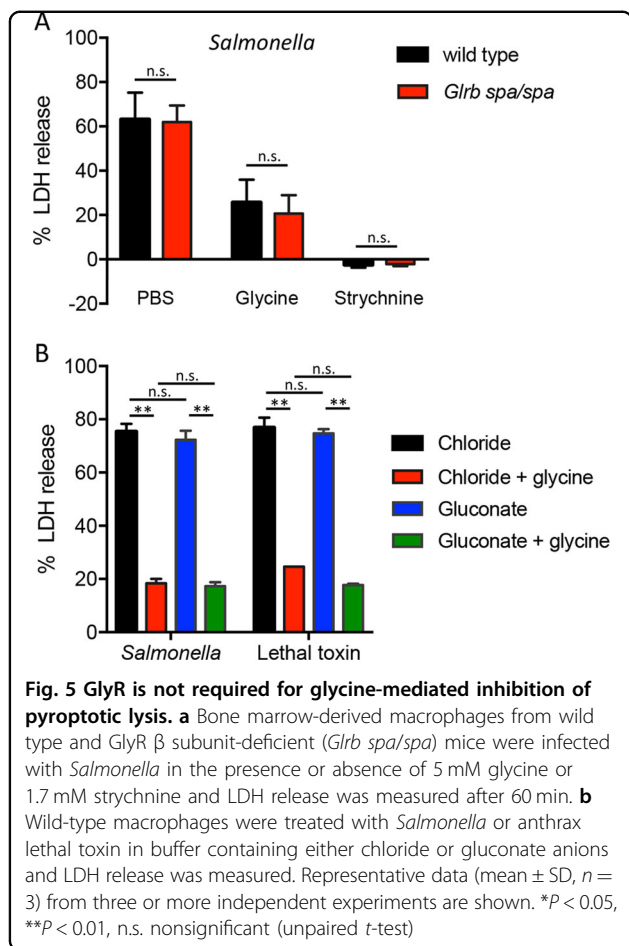 A
Salmonella
% LDH release
100
80
60
40
20
0
-20
n.s.
n.s.
n.s.
PBS
Glycine
Strychnine
wild type
Glrb spa/spa
B
% LDH release
100
80
60
40
20
0
n.s.
n.s.
n.s.
n.s.
**
**
**
**
Salmonella
Lethal toxin
Chloride
Chloride + glycine
Gluconate
Gluconate + glycine
Fig. 5 GlyR is not required for glycine-mediated inhibition of
pyroptotic lysis. a Bone marrow-derived macrophages from wild
type and GlyR β subunit-deficient (Glrb spa/spa) mice were infected
with Salmonella in the presence or absence of 5 mM glycine or
1.7 mM strychnine and LDH release was measured after 60 min. b
Wild-type macrophages were treated with Salmonella or anthrax
lethal toxin in buffer containing either chloride or gluconate anions
and LDH release was measured. Representative data (mean ± SD, n =
3) from three or more independent experiments are shown. *P < 0.05,
**P < 0.01, n.s. nonsignificant (unpaired t-test)